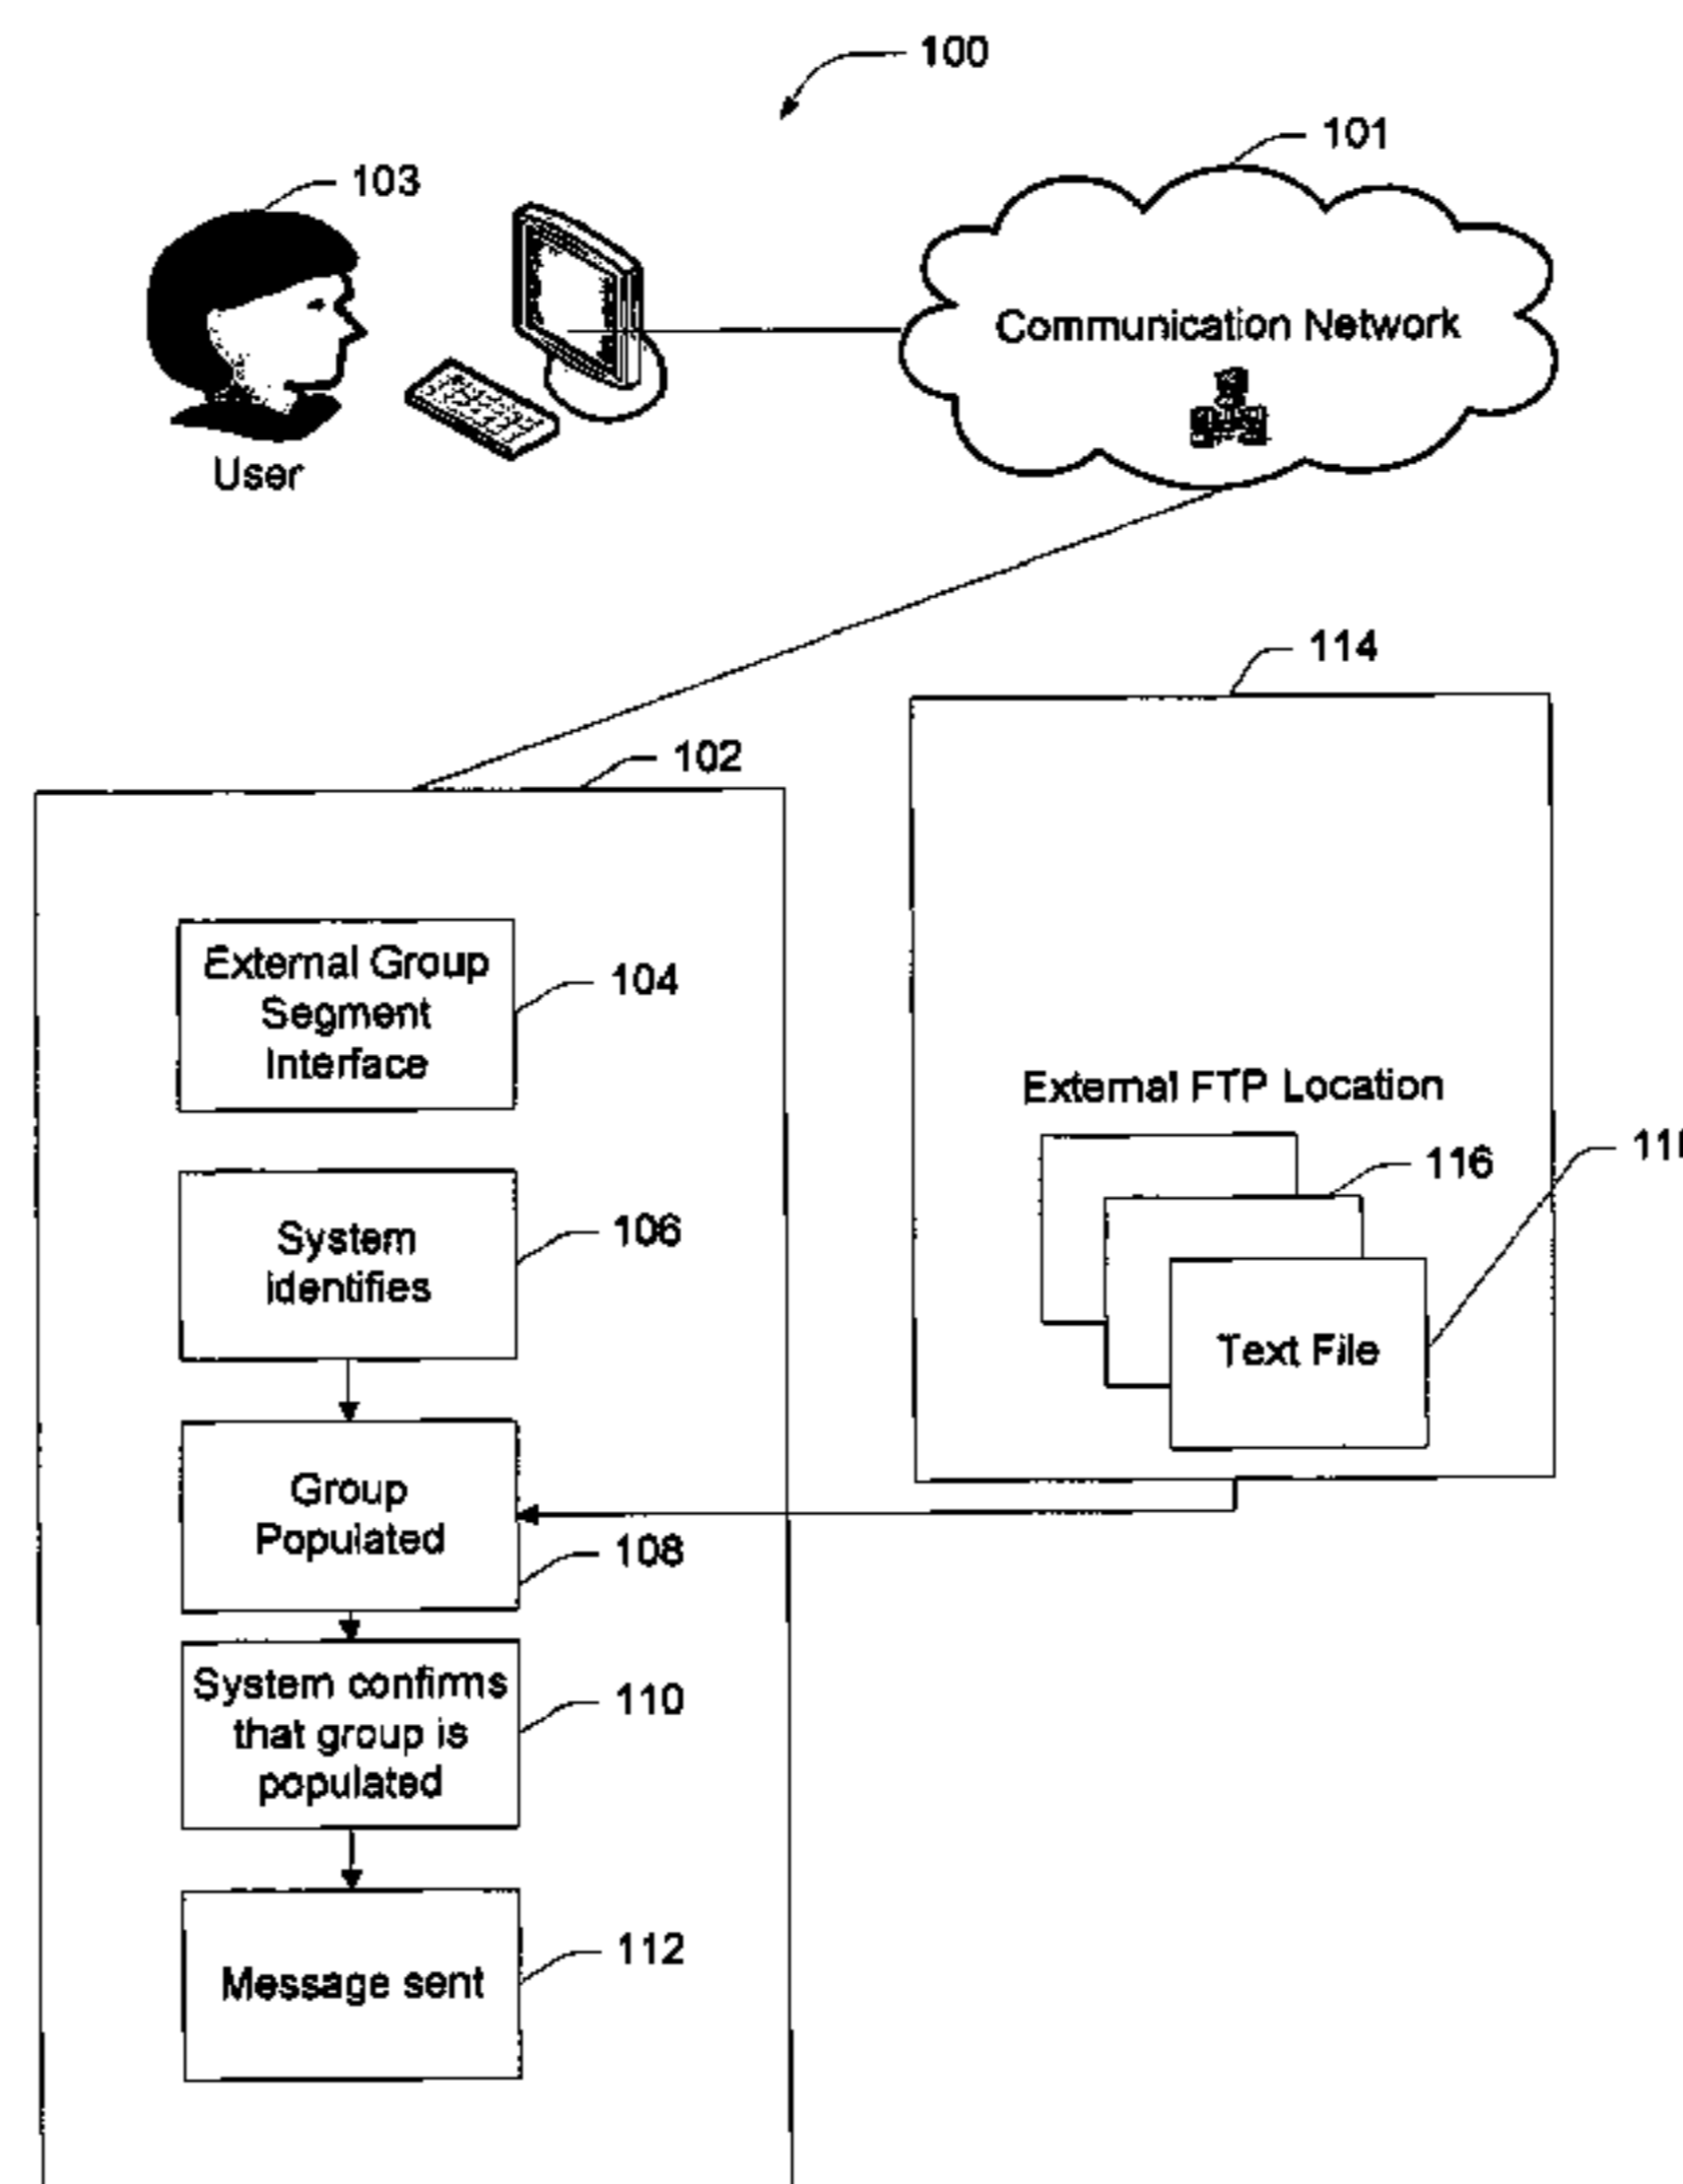 100
101
103
Communication Network
User
114
102
External Group
Segment
Interface
104
External FTP Location
116
System
identifies
106
Text File
Group
Populated
108
System confirms
that group is
populated
110
Message sent
112